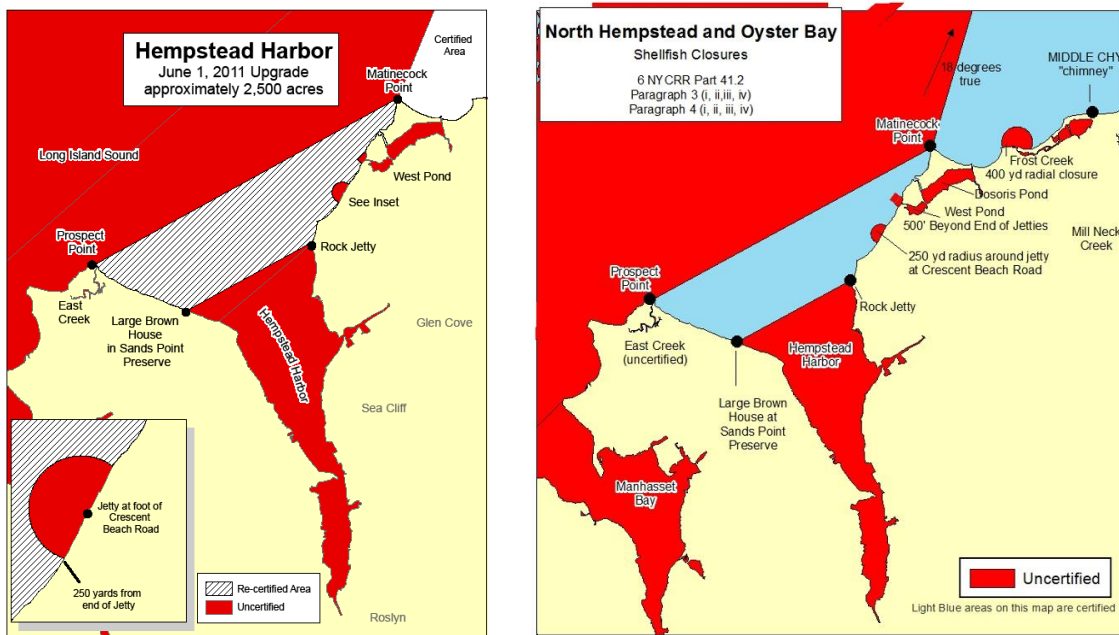 Hempstead Harbor
June 1, 2011 Upgrade
approximately 2,500 acres
Certified
Area
Matinecock
Point
Long Island Sound
West Pond
See Inset
Prospect
Point
Rock Jetty
East
Creek
Large Brown
House
in Sands Point
Preserve
Hempstead Harbor
Glen Cove
Sea Cliff
Jetty at foot of
Crescent
Beach Road
250 yards from
end of Jetty
Re-certified Area
Uncertified
Roslyn
North Hempstead and Oyster Bay
Shellfish Closures
6 NYCRR Part 41.2
Paragraph 3 (i, ii,iii, iv)
Paragraph 4 (i, ii, iii, iv)
18 degrees
true
MIDDLE CHY
"chimney"
Matinecock
Point
Frost Creek
400 yd radial closure
Dosoris Pond
West Pond
500' Beyond End of Jetties
Mill Neck
Creek
250 yd radius around jetty
at Crescent Beach Road
Prospect
Point
Rock Jetty
East Creek
(uncertified)
Hempstead
Harbor
Large Brown
House at
Sands Point
Preserve
Manhasset
Bay
Uncertified
Light Blue areas on this map are certified